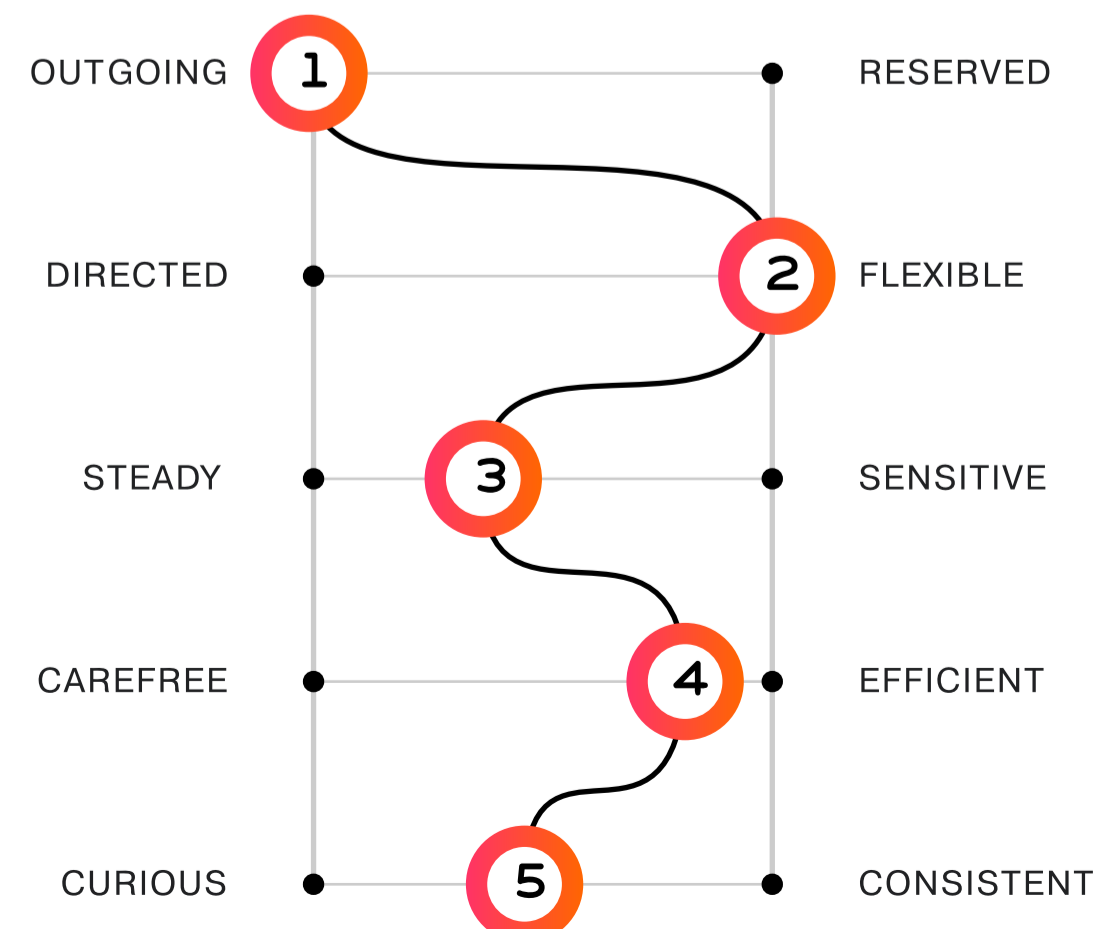 OUTGOING 1 RESERVED
DIRECTED 2 FLEXIBLE
STEADY 3 SENSITIVE
CAREFREE 4 EFFICIENT
CURIOUS 5 CONSISTENT